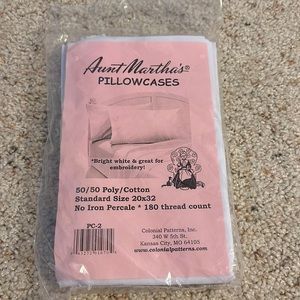 Aunt Martha's®
PILLOWCASES
*Bright white & great for
embroidery!
50/50 Poly/Cotton
Standard Size 20x32
No Iron Percale * 180 thread count
PC-2
Colonial Patterns, Inc.
340 W 5th St.
Kansas City, MO 64105
www.colonialpatterns.com